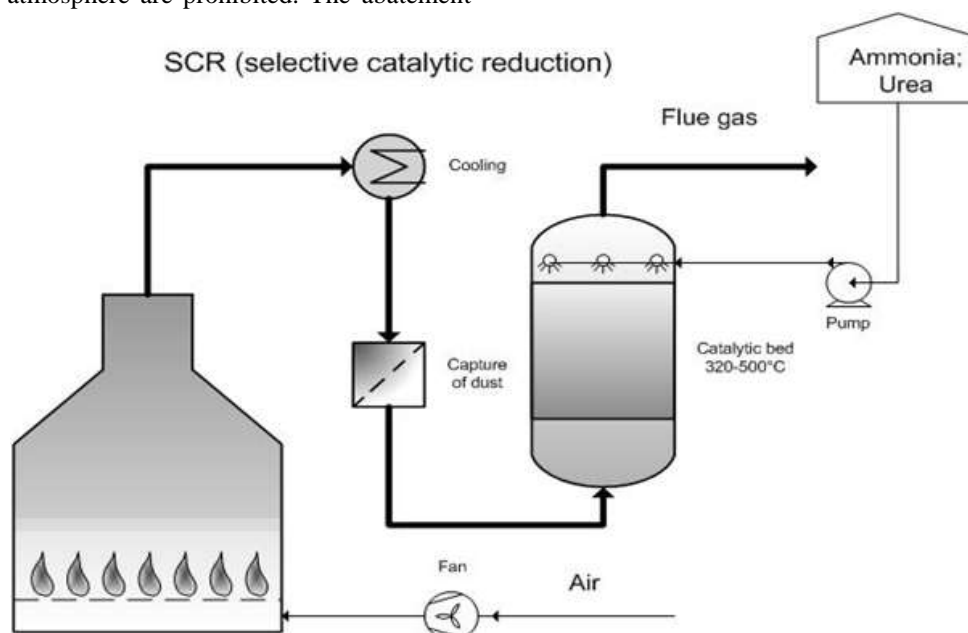 atmosphere are prohibited. The abatement
SCR (selective catalytic reduction)
Ammonia;
Urea
Flue gas
Cooling
Pump
Capture
of dust
Catalytic bed
320-500°C
Fan
Air